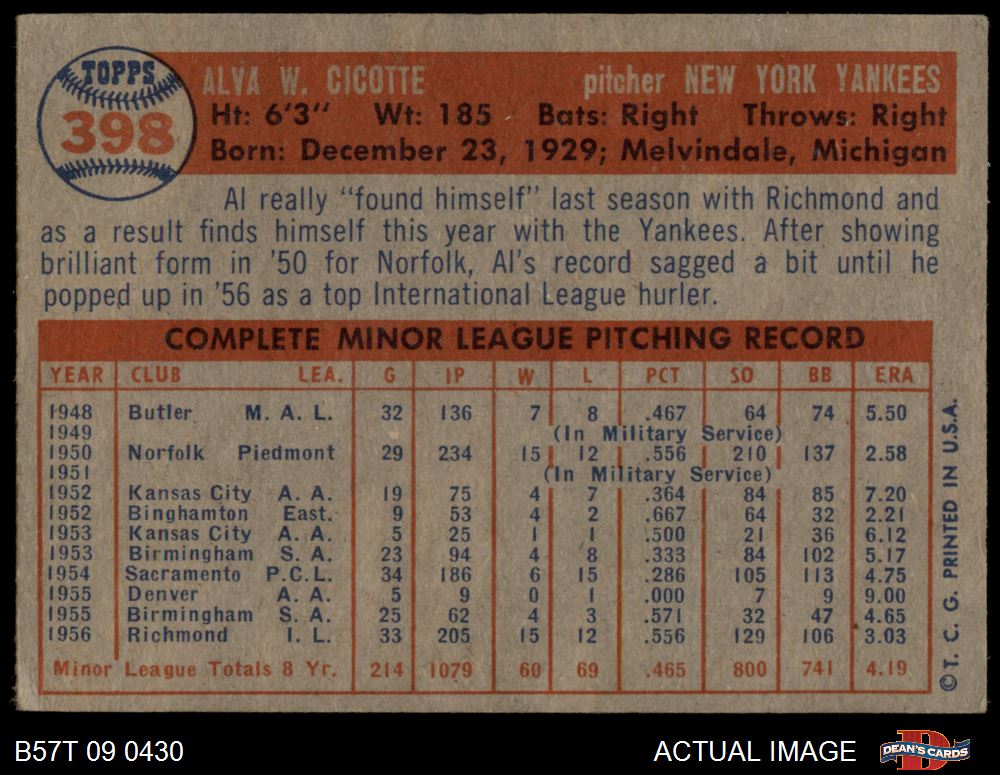 TOPPS
398
ALVA W. CICOTTE pitcher NEW YORK YANKEES
Ht: 6'3" Wt: 185 Bats: Right Throws: Right
Born: December 23, 1929; Melvindale, Michigan
Al really "found himself" last season with Richmond and
as a result finds himself this year with the Yankees. After showing
brilliant form in '50 for Norfolk, Al's record sagged a bit until he
popped up in '56 as a top International League hurler.
COMPLETE MINOR LEAGUE PITCHING RECORD
YEAR CLUB LEA. G IP W L PCT SO BB ERA
1948 Butler M. A. L. 32 136 7 8 .467 64 74 5.50
1949 (In Military Service)
1950 Norfolk Piedmont 29 234 15 12 .556 210 137 2.58
1951 (In Military Service)
1952 Kansas City A. A. 19 75 4 7 .364 84 85 7.20
1952 Binghamton East. 9 53 4 2 .667 64 32 2.21
1953 Kansas City A. A. 5 25 1 1 .500 21 36 6.12
1953 Birmingham S. A. 23 94 4 8 .333 84 102 5.17
1954 Sacramento P.C.L. 34 186 6 15 .286 105 113 4.75
1955 Denver A. A. 5 9 0 1 .000 7 9 9.00
1955 Birmingham S. A. 25 62 4 3 .571 32 47 4.65
1956 Richmond I. L. 33 205 15 12 .556 129 106 3.03
Minor League Totals 8 Yr. 214 1079 60 69 .465 800 741 4.19
©T. C. G. PRINTED IN U.S.A.
B57T 09 0430 ACTUAL IMAGE DEAN'S CARDS